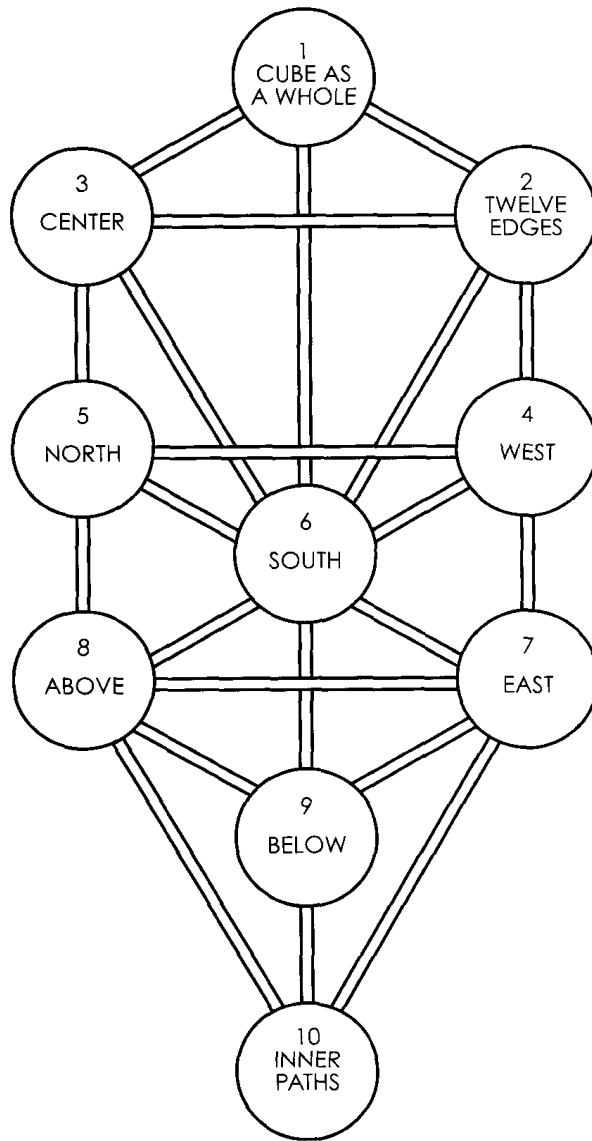 1
CUBE AS
A WHOLE
3
CENTER
2
TWELVE
EDGES
5
NORTH
4
WEST
6
SOUTH
8
ABOVE
7
EAST
9
BELOW
10
INNER
PATHS